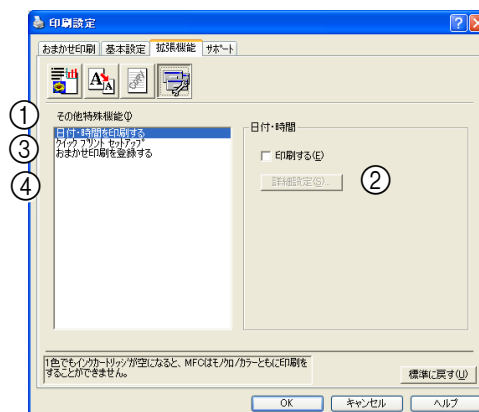 印刷設定
おまかせ印刷 基本設定 拡張機能 サポート
① その他特殊機能(I)
日付・時間を印刷する
③ クイック プリント セットアップ
④ おまかせ印刷を登録する
日付・時間
印刷する(E)
詳細設定(S)... ②
1色でもインクカートリッジが空になると、MFCはモノクロ/カラーともに印刷を
することができません。
標準に戻す(U)
OK キャンセル ヘルプ